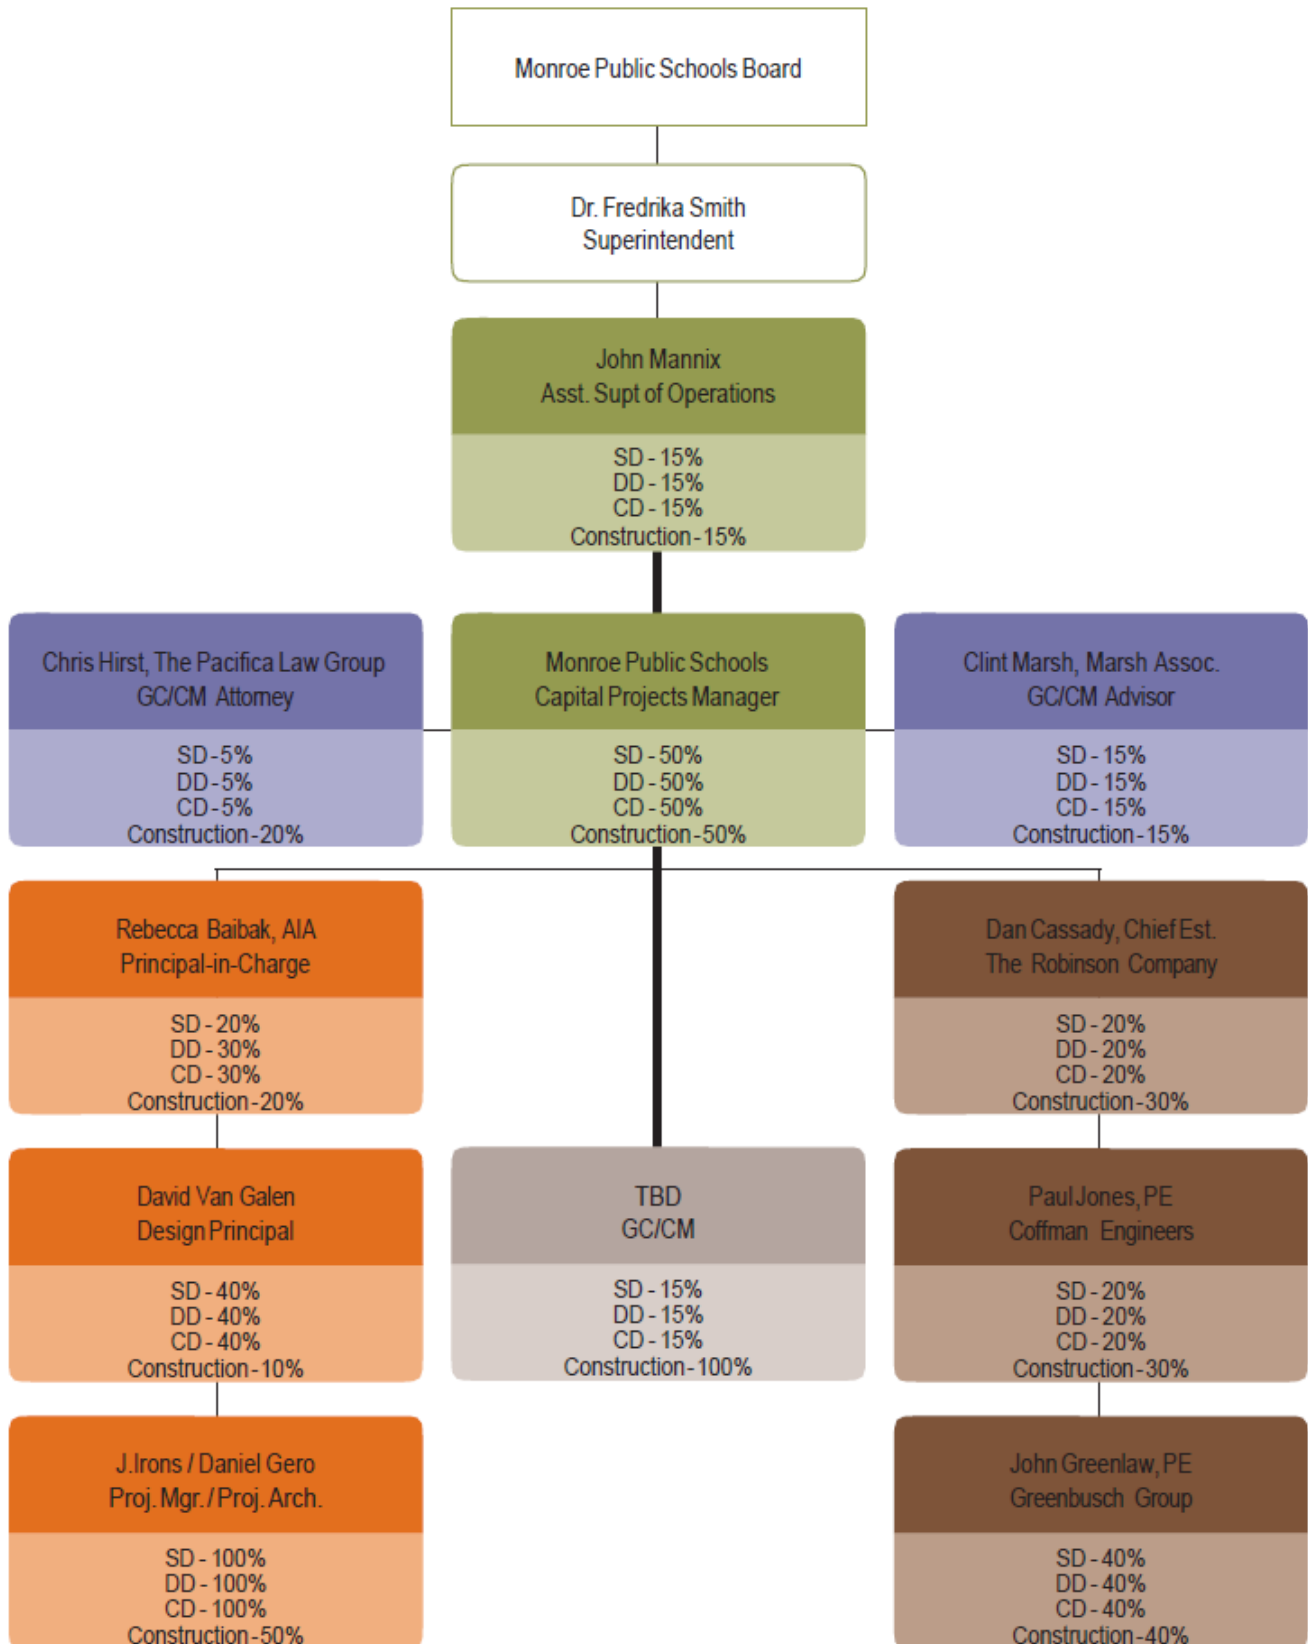 Monroe Public Schools Board
Dr. Fredrika Smith
Superintendent
John Mannix
Asst. Supt of Operations
SD - 15%
DD - 15%
CD - 15%
Construction - 15%
Chris Hirst, The Pacifica Law Group
GC/CM Attorney
SD - 5%
DD - 5%
CD - 5%
Construction - 20%
Monroe Public Schools
Capital Projects Manager
SD - 50%
DD - 50%
CD - 50%
Construction - 50%
Clint Marsh, Marsh Assoc.
GC/CM Advisor
SD - 15%
DD - 15%
CD - 15%
Construction - 15%
Rebecca Baibak, AIA
Principal-in-Charge
SD - 20%
DD - 30%
CD - 30%
Construction - 20%
Dan Cassady, Chief Est.
The Robinson Company
SD - 20%
DD - 20%
CD - 20%
Construction - 30%
David Van Galen
Design Principal
SD - 40%
DD - 40%
CD - 40%
Construction - 10%
TBD
GC/CM
SD - 15%
DD - 15%
CD - 15%
Construction - 100%
Paul Jones, PE
Coffman Engineers
SD - 20%
DD - 20%
CD - 20%
Construction - 30%
J.Irons / Daniel Gero
Proj. Mgr. / Proj. Arch.
SD - 100%
DD - 100%
CD - 100%
Construction - 50%
John Greenlaw, PE
Greenbusch Group
SD - 40%
DD - 40%
CD - 40%
Construction - 40%